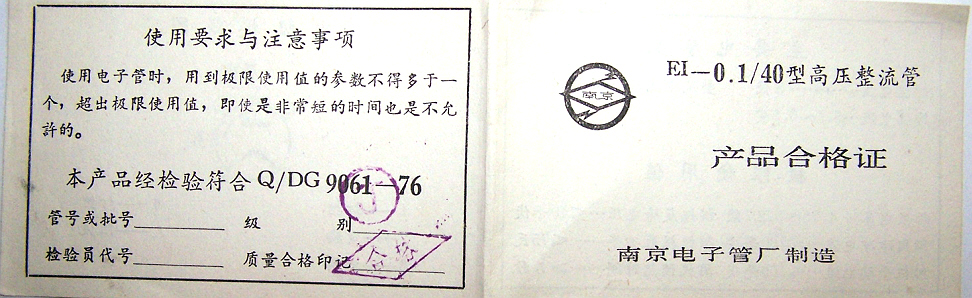 使用要求与注意事项
使用电子管时，用到极限使用值的参数不得多于一
个，超出极限使用值，即使是非常短的时间也是不允
許的。
本产品经检验符合 Q/DG 9061—76
管号或批号 级 别
检验员代号 质量合格印记
J
合格
南京
EI—0.1/40型高压整流管
产品合格证
南京电子管厂制造